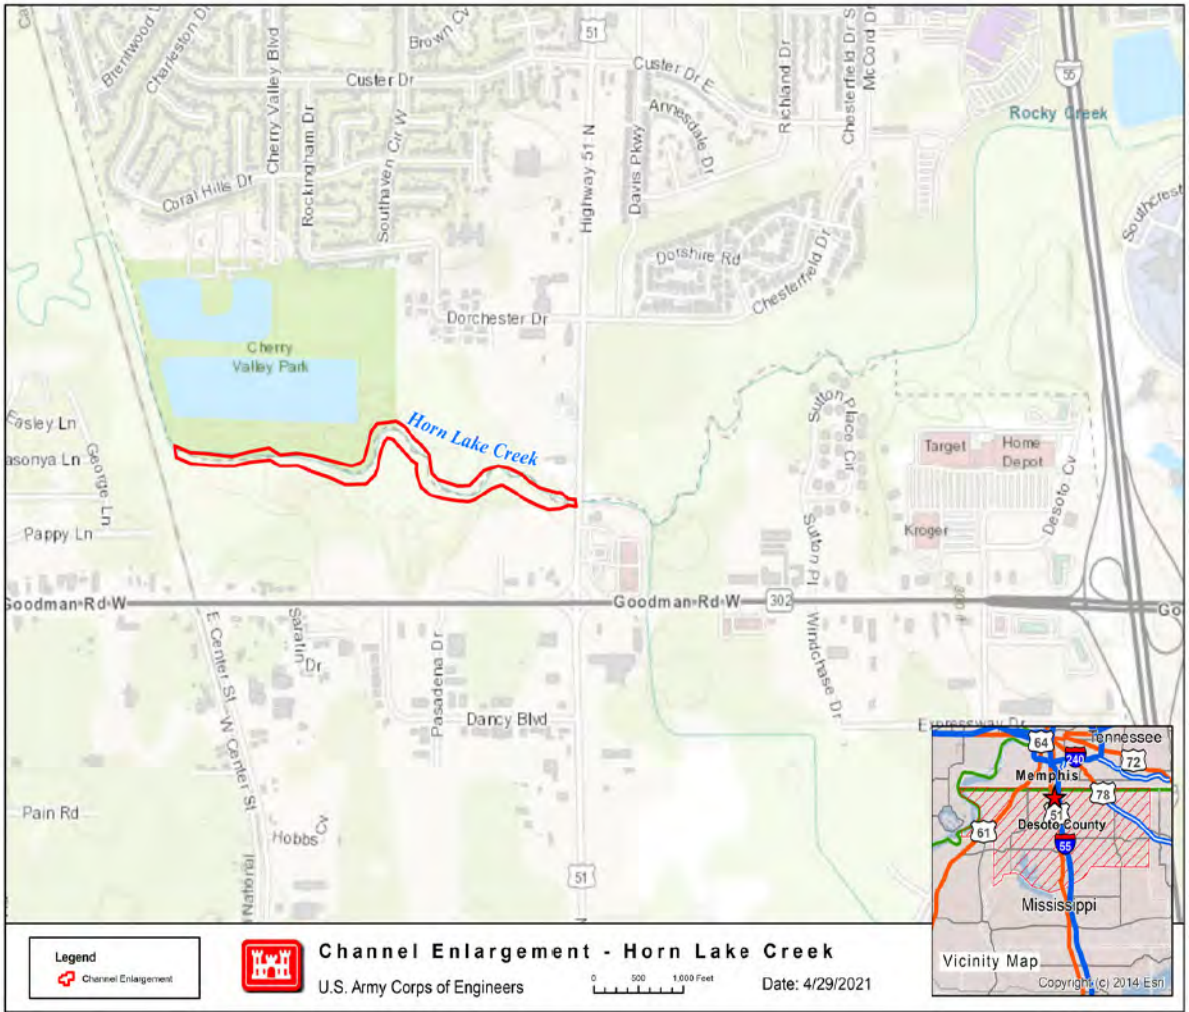 Brentwood L
Charleston Dr
Cherry Valley Blvd
Brown Cv
51
Custer Dr
Custer Dr E
Richland Dr
Chesterfield Dr S
McCord Dr
55
Rocky Creek
Rockingham Dr
Southaven Cir W
Highway 51 N
Davis Pkwy
Annesdale Dr
Coral Hills Dr
Southcrest
Dorshire Rd
Chesterfield Dr
Dorchester Dr
Cherry
Valley Park
Easley Ln
asonya Ln
George Ln
Pappy Ln
Horn Lake Creek
Sutton Place Cir
Target
Home
Depot
Desoto Cv
Kroger
Sutton Pl
Goodman Rd W
Goodman Rd W
302
Go
E Center St
W Center St
Dr
Pasadena Dr
Windchase Dr
Dancy Blvd
Expressway Dr
Pain Rd
Hobbs Cv
National
51
64
Tennessee
240
72
Memphis
78
51
61
Desoto County
55
Mississippi
Vicinity Map
Copyright (c) 2014 Esri
Legend
Channel Enlargement
Channel Enlargement - Horn Lake Creek
U.S. Army Corps of Engineers
0 500 1,000 Feet
Date: 4/29/2021